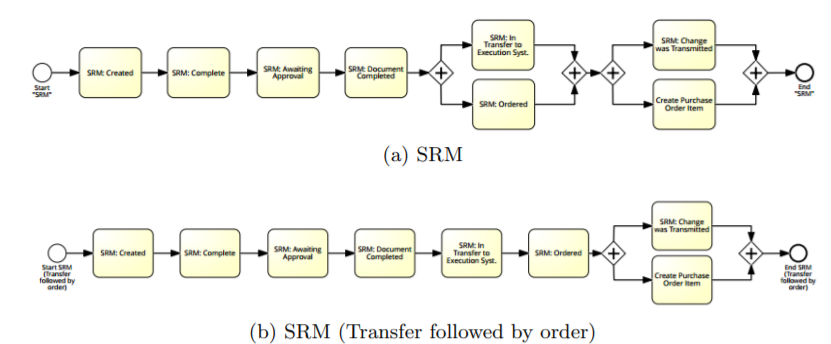 SRM: In
Transfer to
Execution Syst.
SRM: Change
was Transmitted
SRM: Created
SRM: Complete
SRM: Awaiting
Approval
SRM: Document
Completed
Start
"SRM"
End
"SRM"
SRM: Ordered
Create Purchase
Order Item
(a) SRM
SRM: Change
was Transmitted
SRM: Created
SRM: Complete
SRM: Awaiting
Approval
SRM: Document
Completed
SRM: In
Transfer to
Execution Syst.
SRM: Ordered
Start SRM
(Transfer
followed by
order)
Create Purchase
Order Item
End SRM
(Transfer
followed by
order)
(b) SRM (Transfer followed by order)